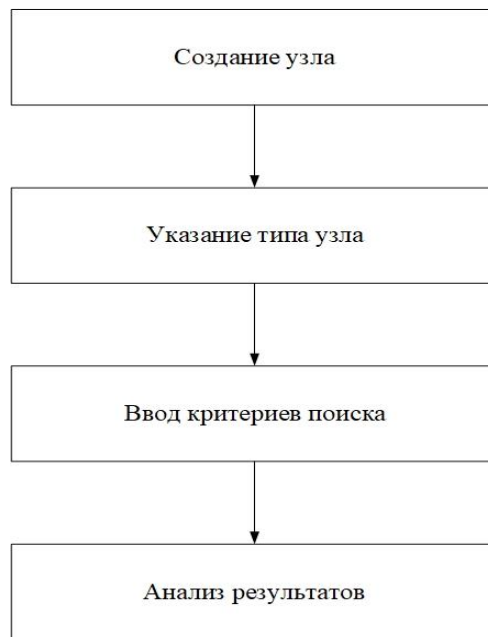 Создание узла
Указание типа узла
Ввод критериев поиска
Анализ результатов